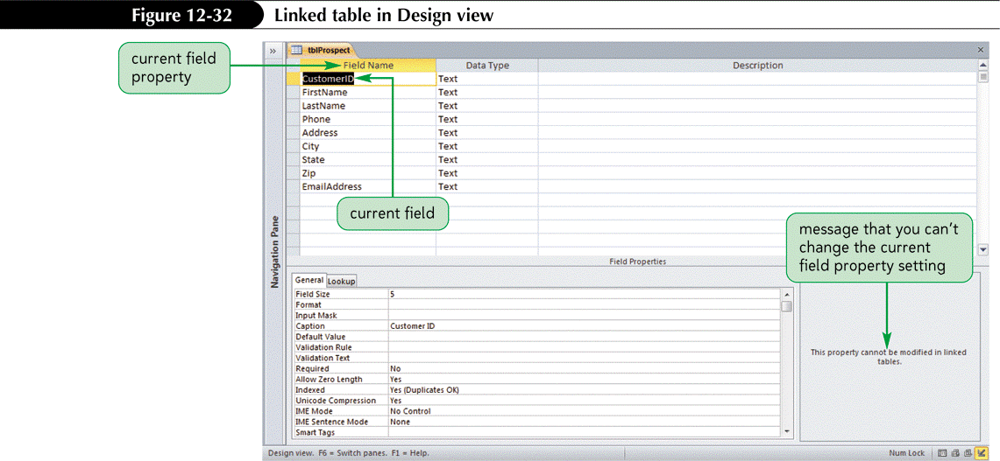 Figure 12-32 Linked table in Design view
current field
property
tblProspect
Field Name Data Type Description
CustomerID Text
FirstName Text
LastName Text
Phone Text
Address Text
City Text
State Text
Zip Text
EmailAddress Text
current field
message that you can't
change the current
field property setting
Navigation Pane
Field Properties
General Lookup
Field Size 5
Format
Input Mask
Caption Customer ID
Default Value
Validation Rule
Validation Text
Required No
Allow Zero Length Yes
Indexed Yes (Duplicates OK)
Unicode Compression Yes
IME Mode No Control
IME Sentence Mode None
Smart Tags
This property cannot be modified in linked
tables.
Design view. F6 = Switch panes. F1 = Help. Num Lock